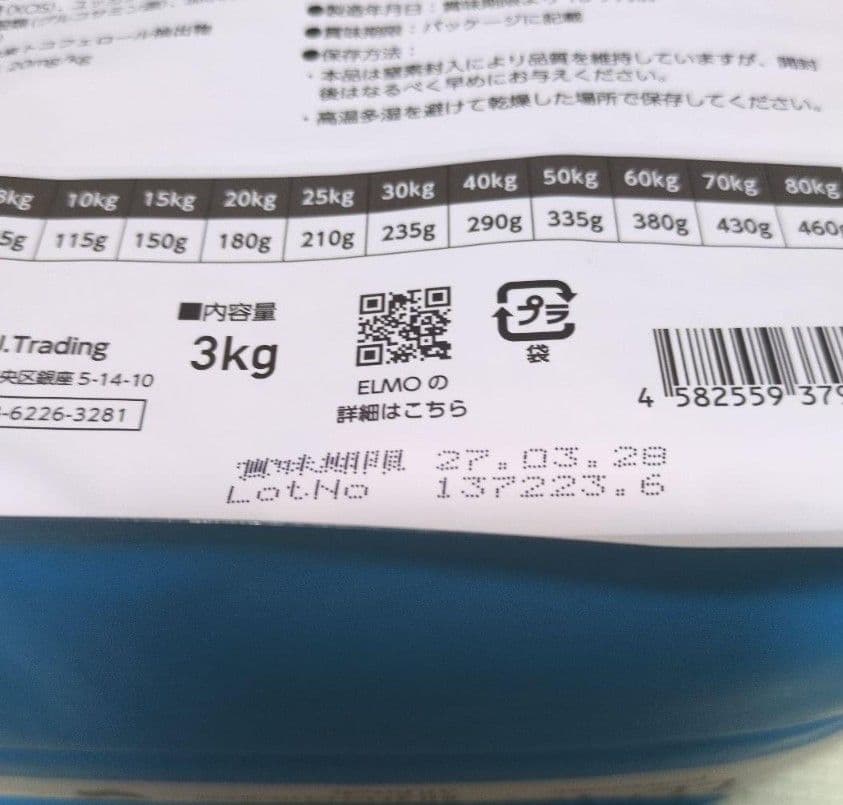 ●製造年月日：賞味期限より
●賞味期限：パッケージに記載
●保存方法：
・本品は窒素封入により品質を維持していますが、開封
後はなるべく早めにお与えください。
・高温多湿を避けて乾燥した場所で保存してください。
10kg 15kg 20kg 25kg 30kg 40kg 50kg 60kg 70kg 80kg
5g 115g 150g 180g 210g 235g 290g 335g 380g 430g 460g
■内容量
3kg
プラ
袋
ELMO の
詳細はこちら
.Trading
央区銀座 5-14-10
-6226-3281
4 582559 379
賞味期限 27.03.28
LotNo 137223.6